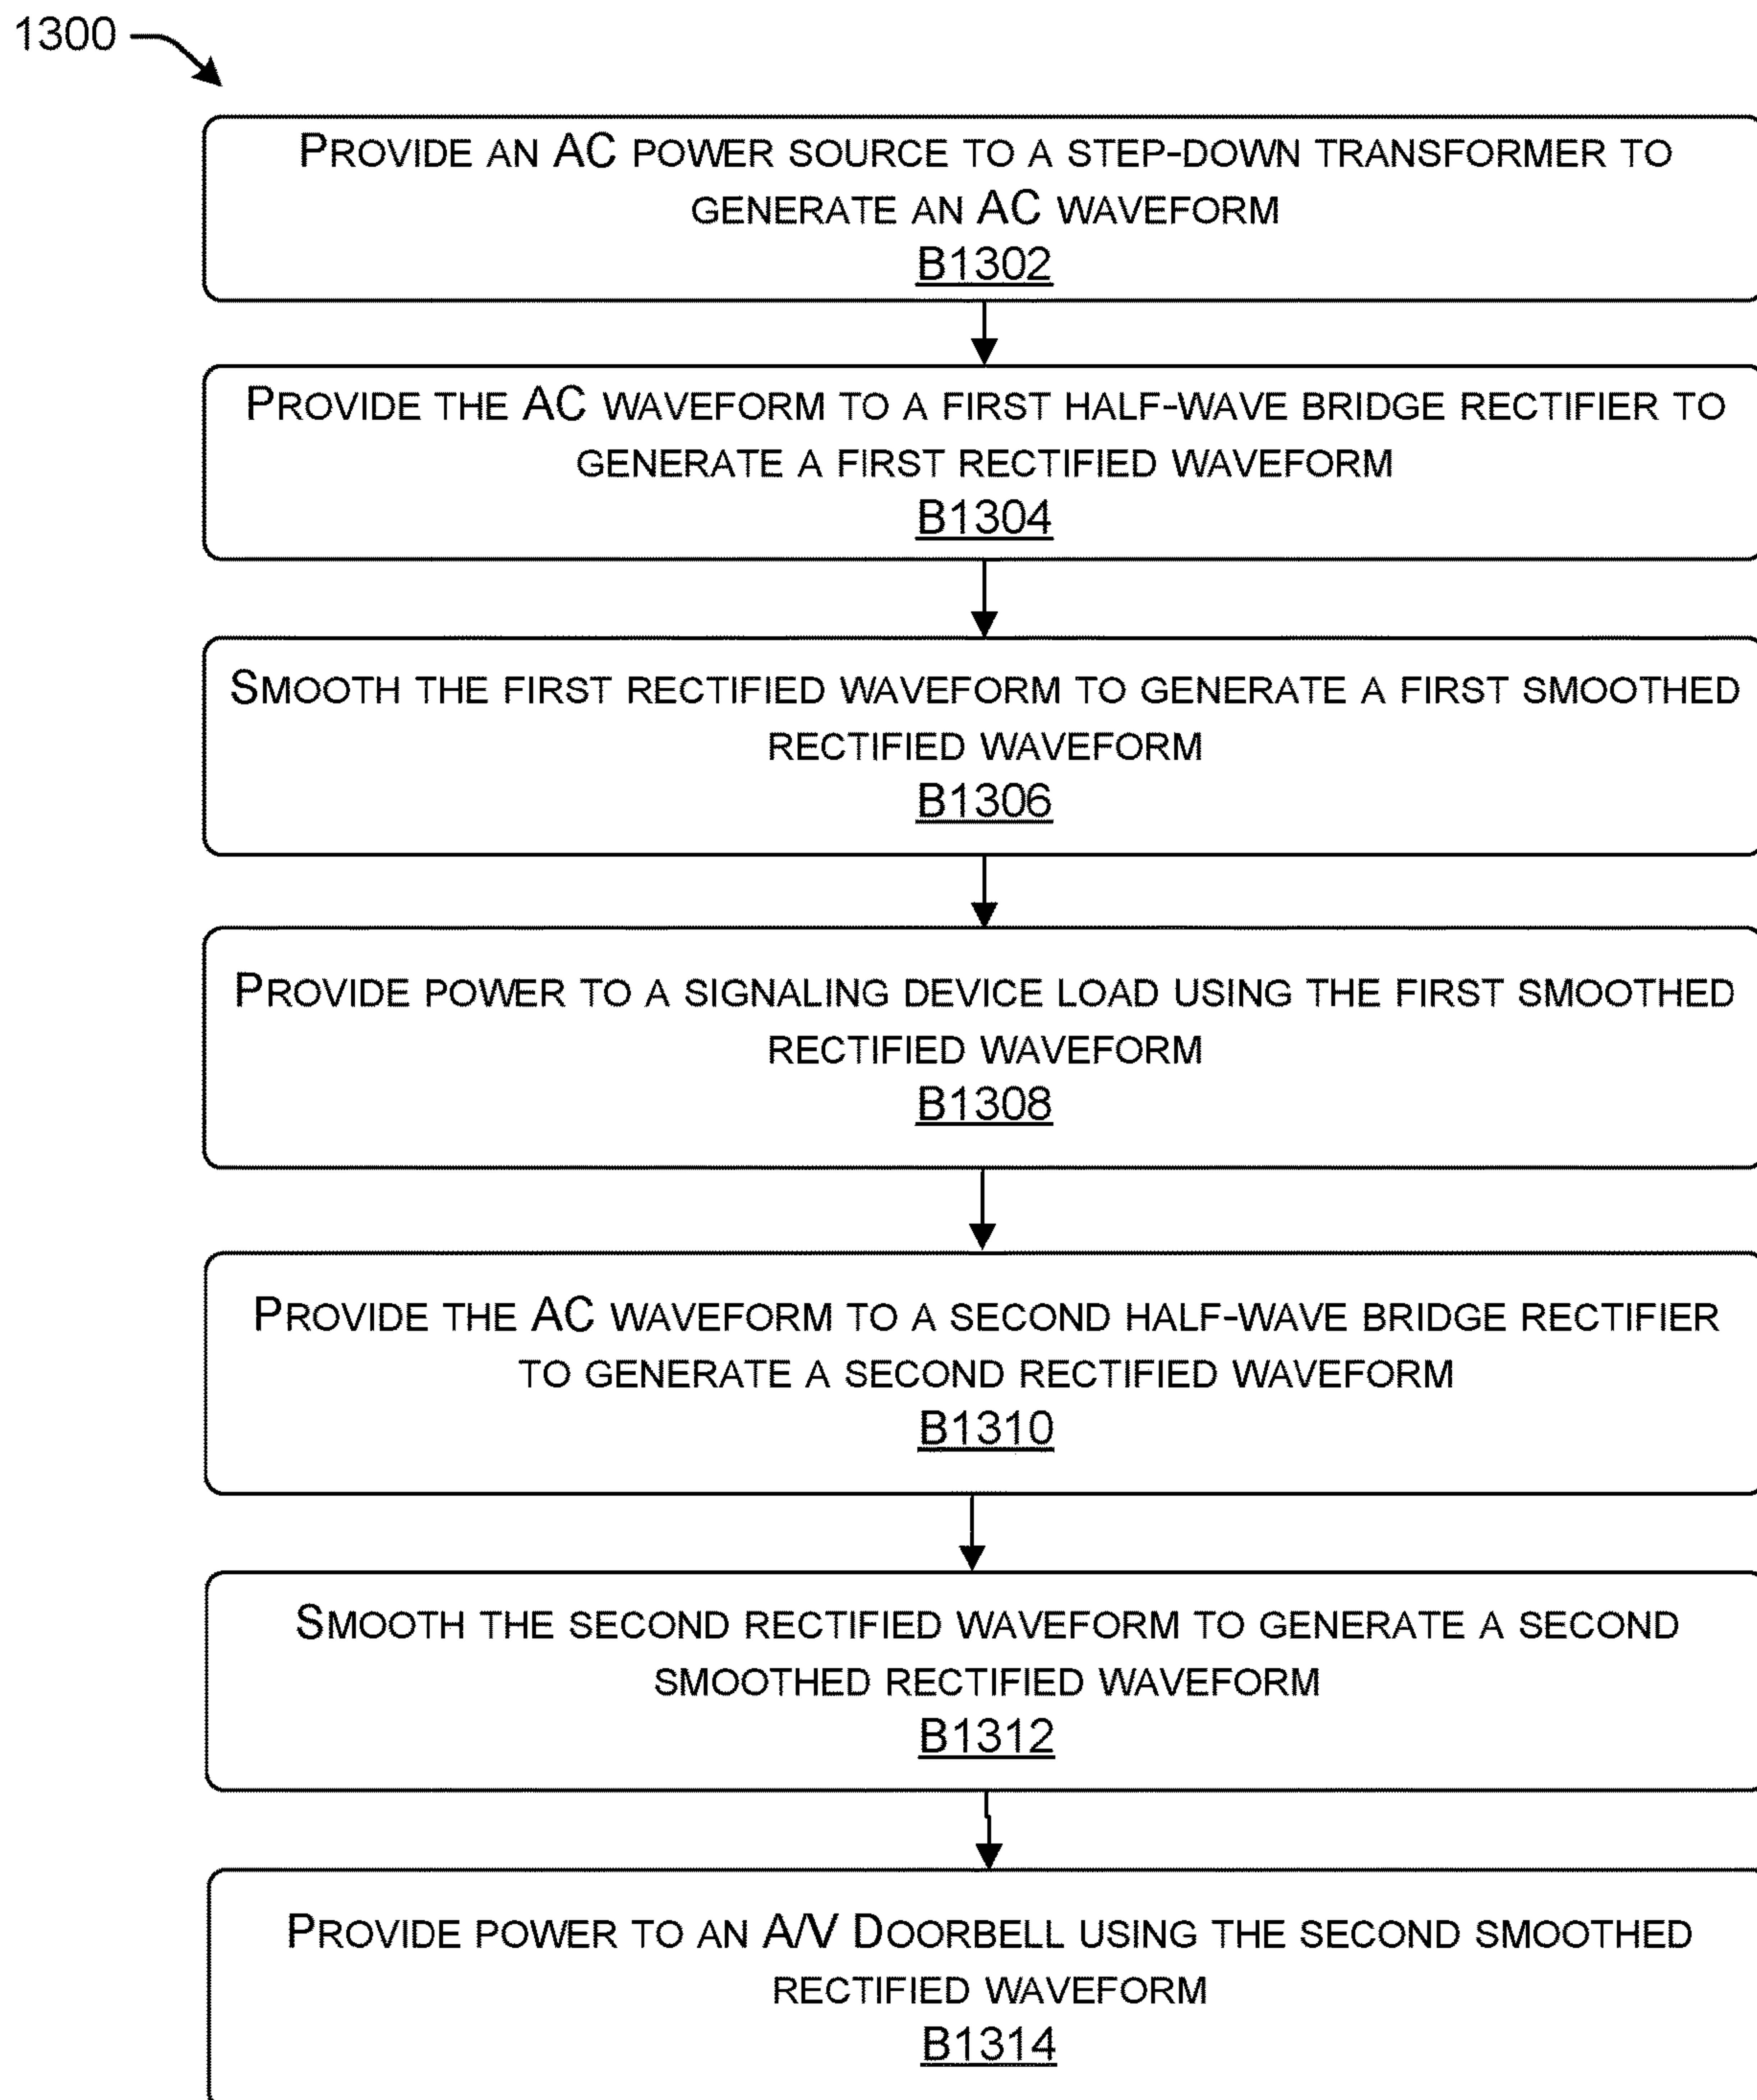 1300
PROVIDE AN AC POWER SOURCE TO A STEP-DOWN TRANSFORMER TO
GENERATE AN AC WAVEFORM
B1302
PROVIDE THE AC WAVEFORM TO A FIRST HALF-WAVE BRIDGE RECTIFIER TO
GENERATE A FIRST RECTIFIED WAVEFORM
B1304
SMOOTH THE FIRST RECTIFIED WAVEFORM TO GENERATE A FIRST SMOOTHED
RECTIFIED WAVEFORM
B1306
PROVIDE POWER TO A SIGNALING DEVICE LOAD USING THE FIRST SMOOTHED
RECTIFIED WAVEFORM
B1308
PROVIDE THE AC WAVEFORM TO A SECOND HALF-WAVE BRIDGE RECTIFIER
TO GENERATE A SECOND RECTIFIED WAVEFORM
B1310
SMOOTH THE SECOND RECTIFIED WAVEFORM TO GENERATE A SECOND
SMOOTHED RECTIFIED WAVEFORM
B1312
PROVIDE POWER TO AN A/V DOORBELL USING THE SECOND SMOOTHED
RECTIFIED WAVEFORM
B1314